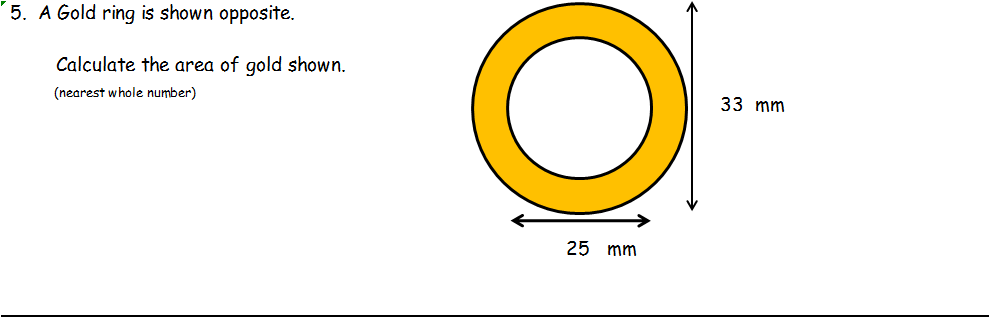 5. A Gold ring is shown opposite.
Calculate the area of gold shown.
(nearest whole number)
33 mm
25 mm